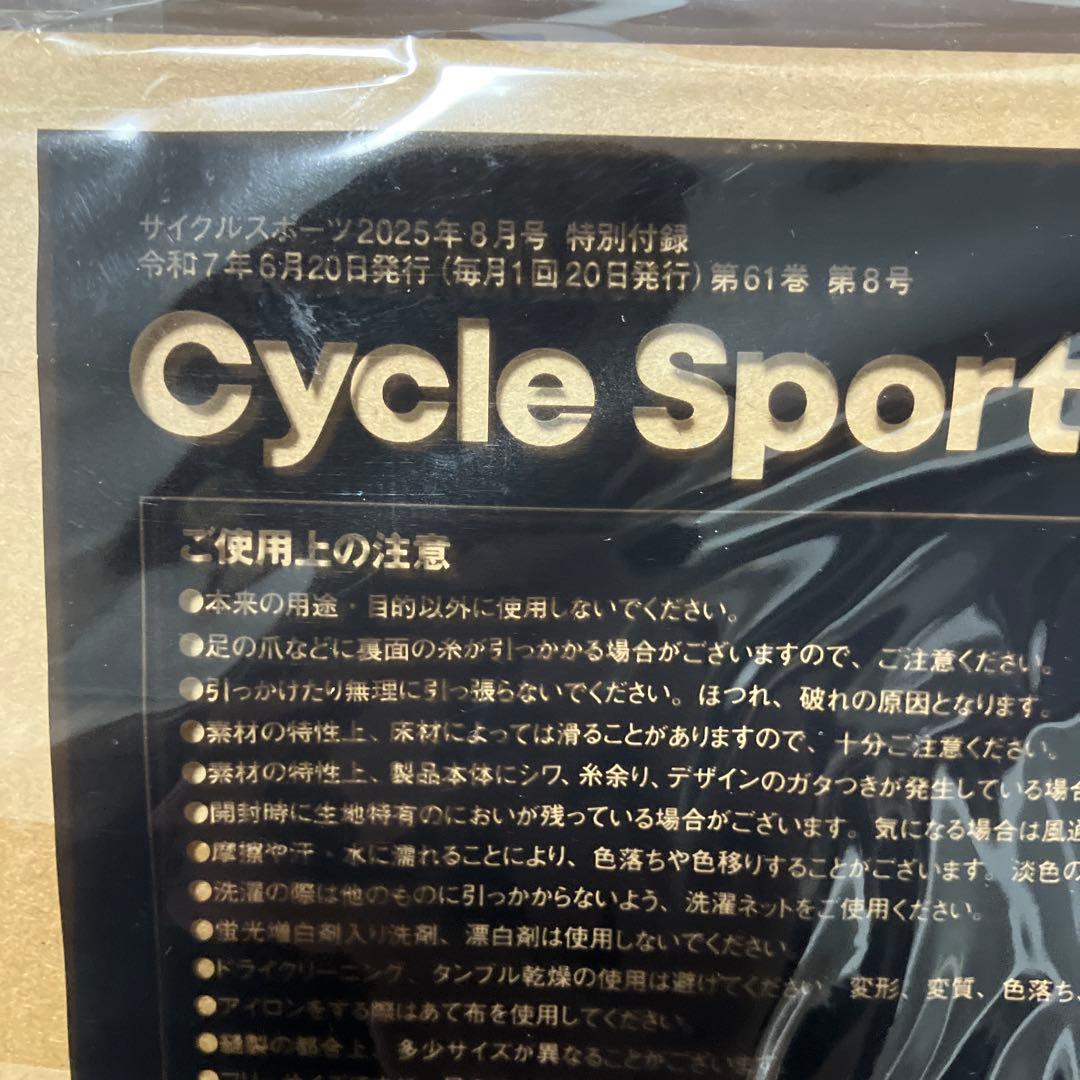 サイクルスポーツ2025年8月号 特別付録
令和7年6月20日発行(毎月1回20日発行)第61巻 第8号
Cycle Sport
ご使用上の注意
●本来の用途・目的以外に使用しないでください。
●足の爪などに裏面の糸が引っかかる場合がございますので、ご注意ください。
●引っかけたり無理に引っ張らないでください。ほつれ、破れの原因となります。
●素材の特性上、床材によっては滑ることがありますので、十分ご注意ください。
●素材の特性上、製品本体にシワ、糸余り、デザインのガタつきが発生している場合
●開封時に生地特有のにおいが残っている場合がございます。気になる場合は風通
●摩擦や汗・水に濡れることにより、色落ちや色移りすることがございます。淡色の
●洗濯の際は他のものに引っかからないよう、洗濯ネットをご使用ください。
●蛍光増白剤入り洗剤、漂白剤は使用しないでください。
●ドライクリーニング、タンブル乾燥の使用は避けてください。変形、変質、色落ち、
●アイロンをする際はあて布を使用してください。
●縫製の都合上、多少サイズが異なることがございます